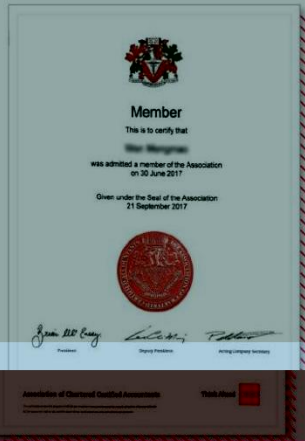 Member
This is to certify that
was admitted a member of the Association
on 30 June 2017
Given under the Seal of the Association
21 September 2017
President
Deputy President
Acting Company Secretary
Association of Chartered Certified Accountants
Think Ahead